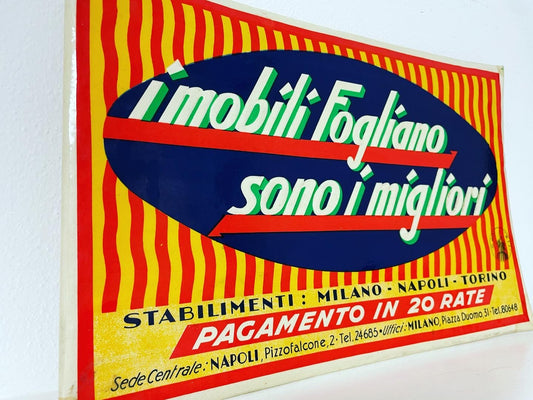 i mobili Fogliano
sono i migliori
STABILIMENTI: MILANO - NAPOLI - TORINO
PAGAMENTO IN 20 RATE
Sede Centrale: NAPOLI, Pizzofalcone, 2 - Tel. 24685 • Uffici: MILANO, Piazza Duomo, 31 - Tel. 80648